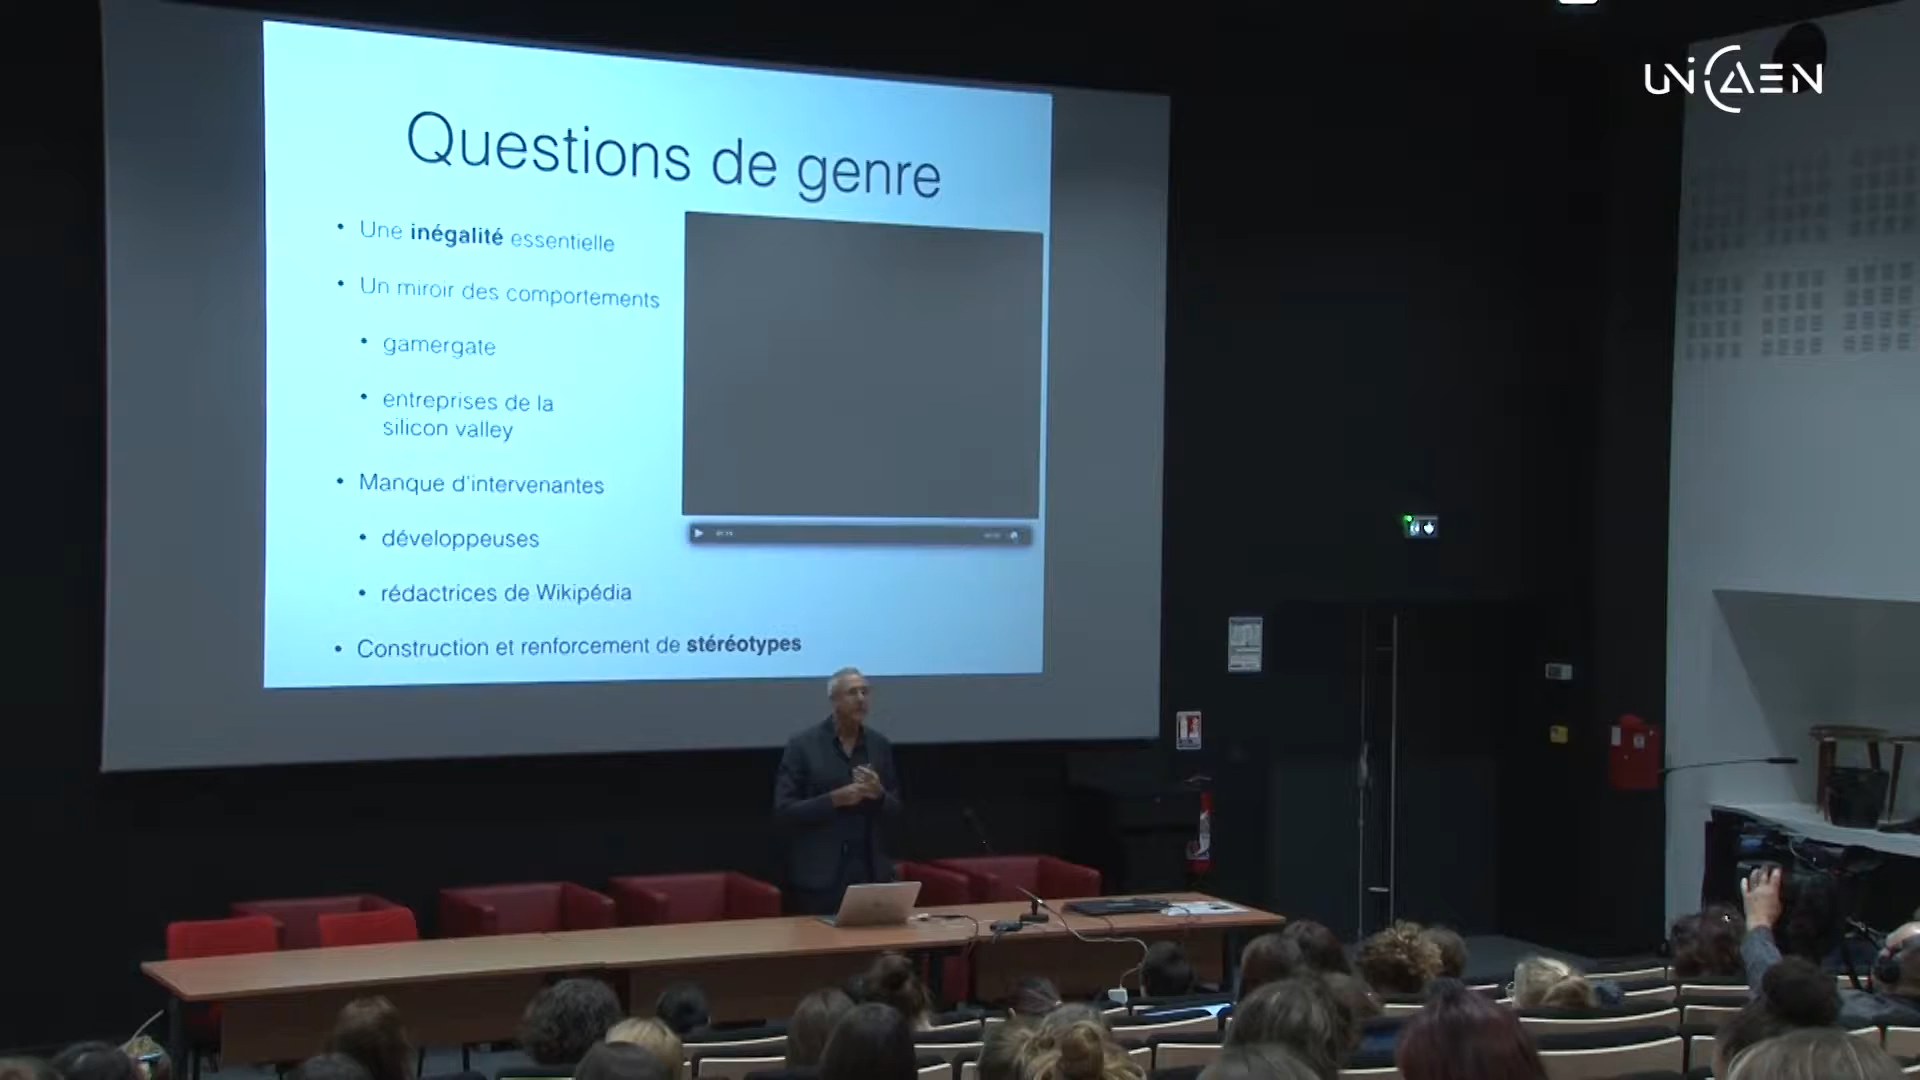 UNICAEN
Questions de genre
• Une inégalité essentielle
• Un miroir des comportements
• gamergate
• entreprises de la
silicon valley
• Manque d'intervenantes
• développeuses
• rédactrices de Wikipédia
• Construction et renforcement de stéréotypes